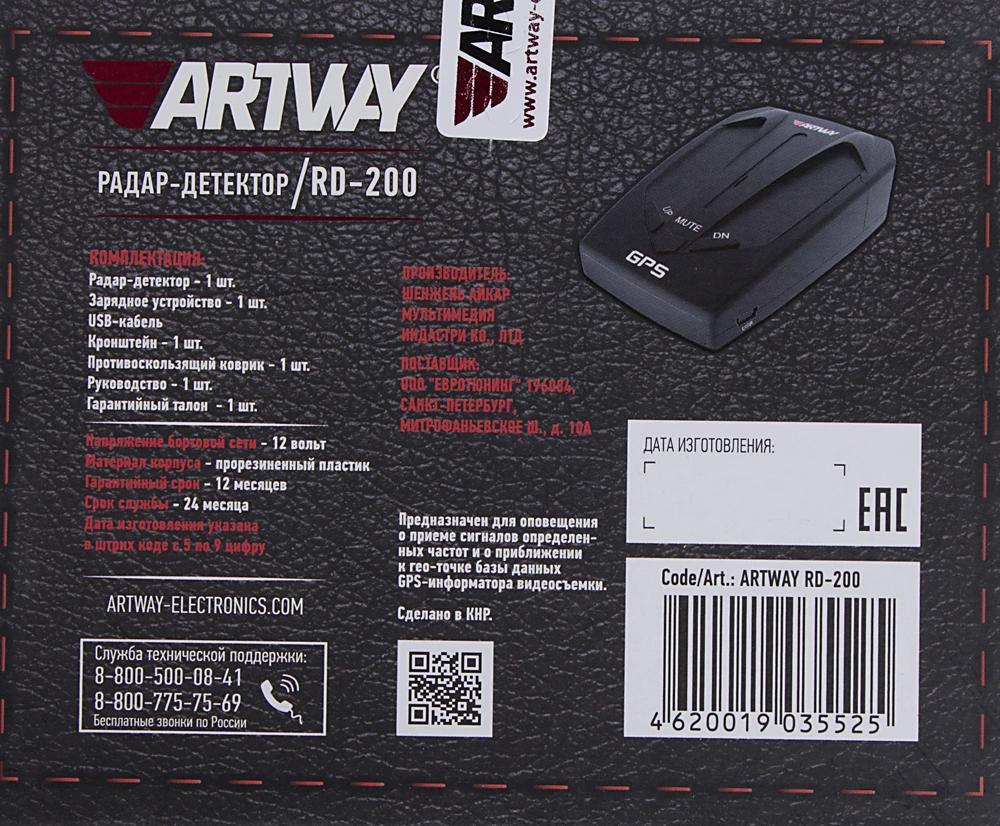 ARTWAY
AR
www.artway-e
РАДАР-ДЕТЕКТОР/RD-200
КОМПЛЕКТАЦИЯ:
Радар-детектор - 1 шт.
Зарядное устройство - 1 шт.
USB-кабель
Кронштейн - 1 шт.
Противоскользящий коврик - 1 шт.
Руководство - 1 шт.
Гарантийный талон - 1 шт.
Напряжение бортовой сети - 12 вольт
Материал корпуса - прорезиненный пластик
Гарантийный срок - 12 месяцев
Срок службы - 24 месяца
Дата изготовления указана
в штрих коде с 5 по 9 цифру
ARTWAY-ELECTRONICS.COM
Служба технической поддержки:
8-800-500-08-41
8-800-775-75-69
Бесплатные звонки по России
ПРОИЗВОДИТЕЛЬ:
ШЕНЖЕНЬ АЙКАР
МУЛЬТИМЕДИЯ
ИНДАСТРИ КО., ЛТД
ПОСТАВЩИК:
ООО "ЕВРОТЮНИНГ" 196084,
САНКТ-ПЕТЕРБУРГ,
МИТРОФАНЬЕВСКОЕ Ш., д. 10А
Предназначен для оповещения
о приеме сигналов определен-
ных частот и о приближении
к гео-точке базы данных
GPS-информатора видеосъемки.
Сделано в КНР.
ARTWAY
UP MUTE DN
GPS
ДАТА ИЗГОТОВЛЕНИЯ:
EAC
Code/Art.: ARTWAY RD-200
4 620019 035525